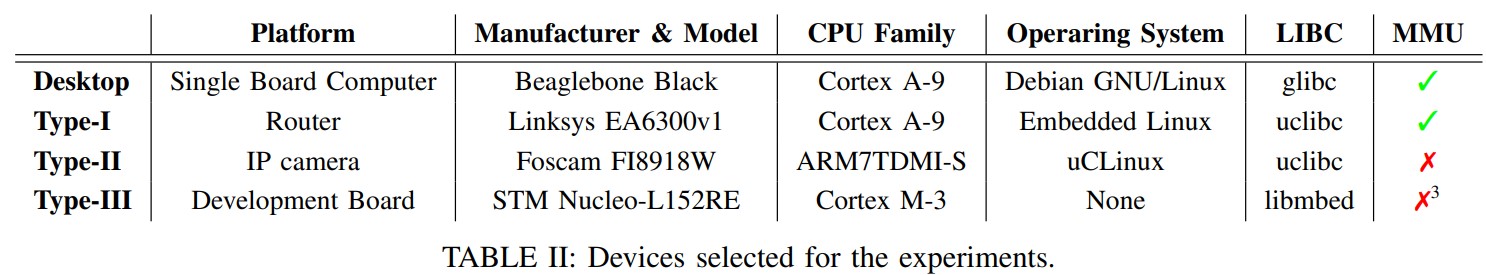 Platform Manufacturer & Model CPU Family Operaring System LIBC MMU
Desktop Single Board Computer Beaglebone Black Cortex A-9 Debian GNU/Linux glibc ✓
Type-I Router Linksys EA6300v1 Cortex A-9 Embedded Linux uclibc ✓
Type-II IP camera Foscam FI8918W ARM7TDMI-S uCLinux uclibc ✗
Type-III Development Board STM Nucleo-L152RE Cortex M-3 None libmbed ✗3
TABLE II: Devices selected for the experiments.